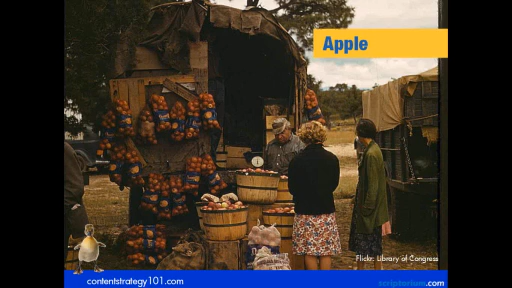 Apple
Flickr: Library of Congress
contentstrategy101.com
scriptorium.com